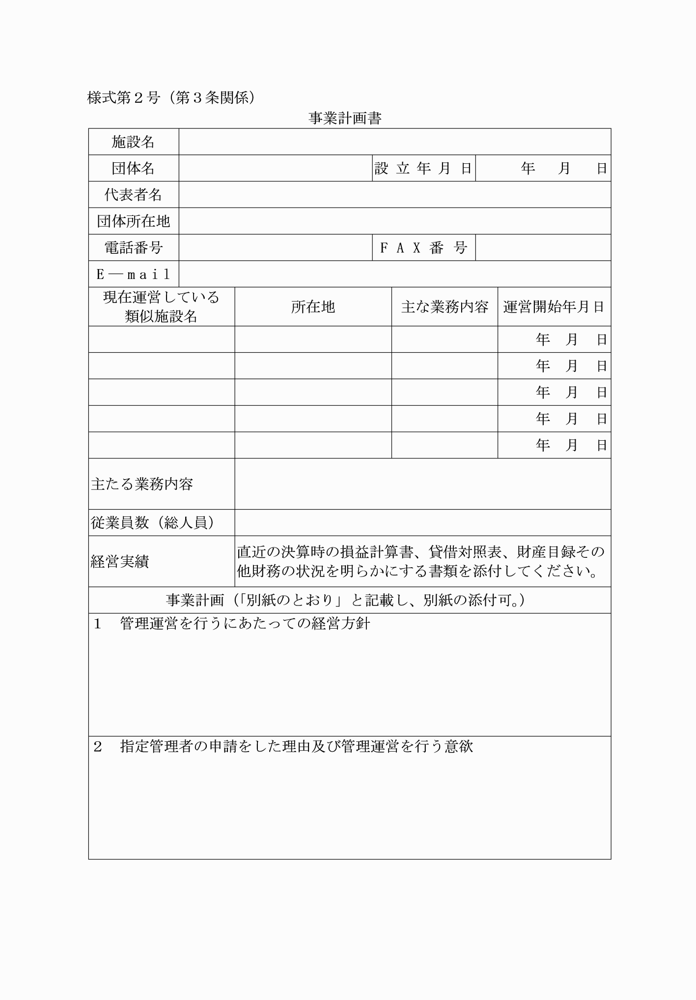 様式第２号（第３条関係）
事業計画書
施設名
団体名 設立年月日 年 月 日
代表者名
団体所在地
電話番号 ＦＡＸ番号
Ｅ―ｍａｉｌ
現在運営している
類似施設名
所在地 主な業務内容 運営開始年月日
年 月 日
年 月 日
年 月 日
年 月 日
年 月 日
主たる業務内容
従業員数（総人員）
経営実績
直近の決算時の損益計算書、貸借対照表、財産目録その
他財務の状況を明らかにする書類を添付してください。
事業計画（「別紙のとおり」と記載し、別紙の添付可。）
１　管理運営を行うにあたっての経営方針
２　指定管理者の申請をした理由及び管理運営を行う意欲